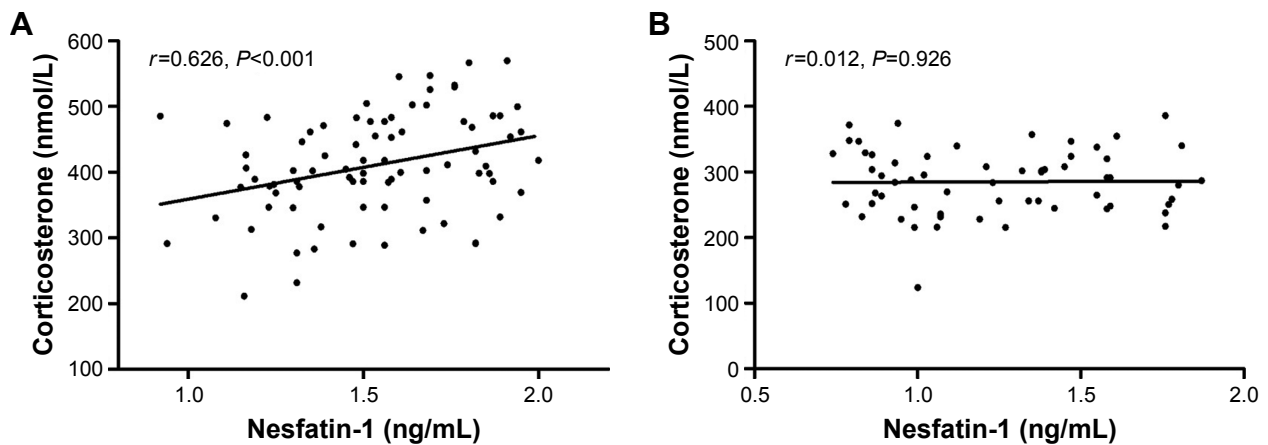 A
r=0.626, P<0.001
Corticosterone (nmol/L)
600
500
400
300
200
100
1.0 1.5 2.0
Nesfatin-1 (ng/mL)
B
r=0.012, P=0.926
Corticosterone (nmol/L)
500
400
300
200
100
0
0.5 1.0 1.5 2.0
Nesfatin-1 (ng/mL)